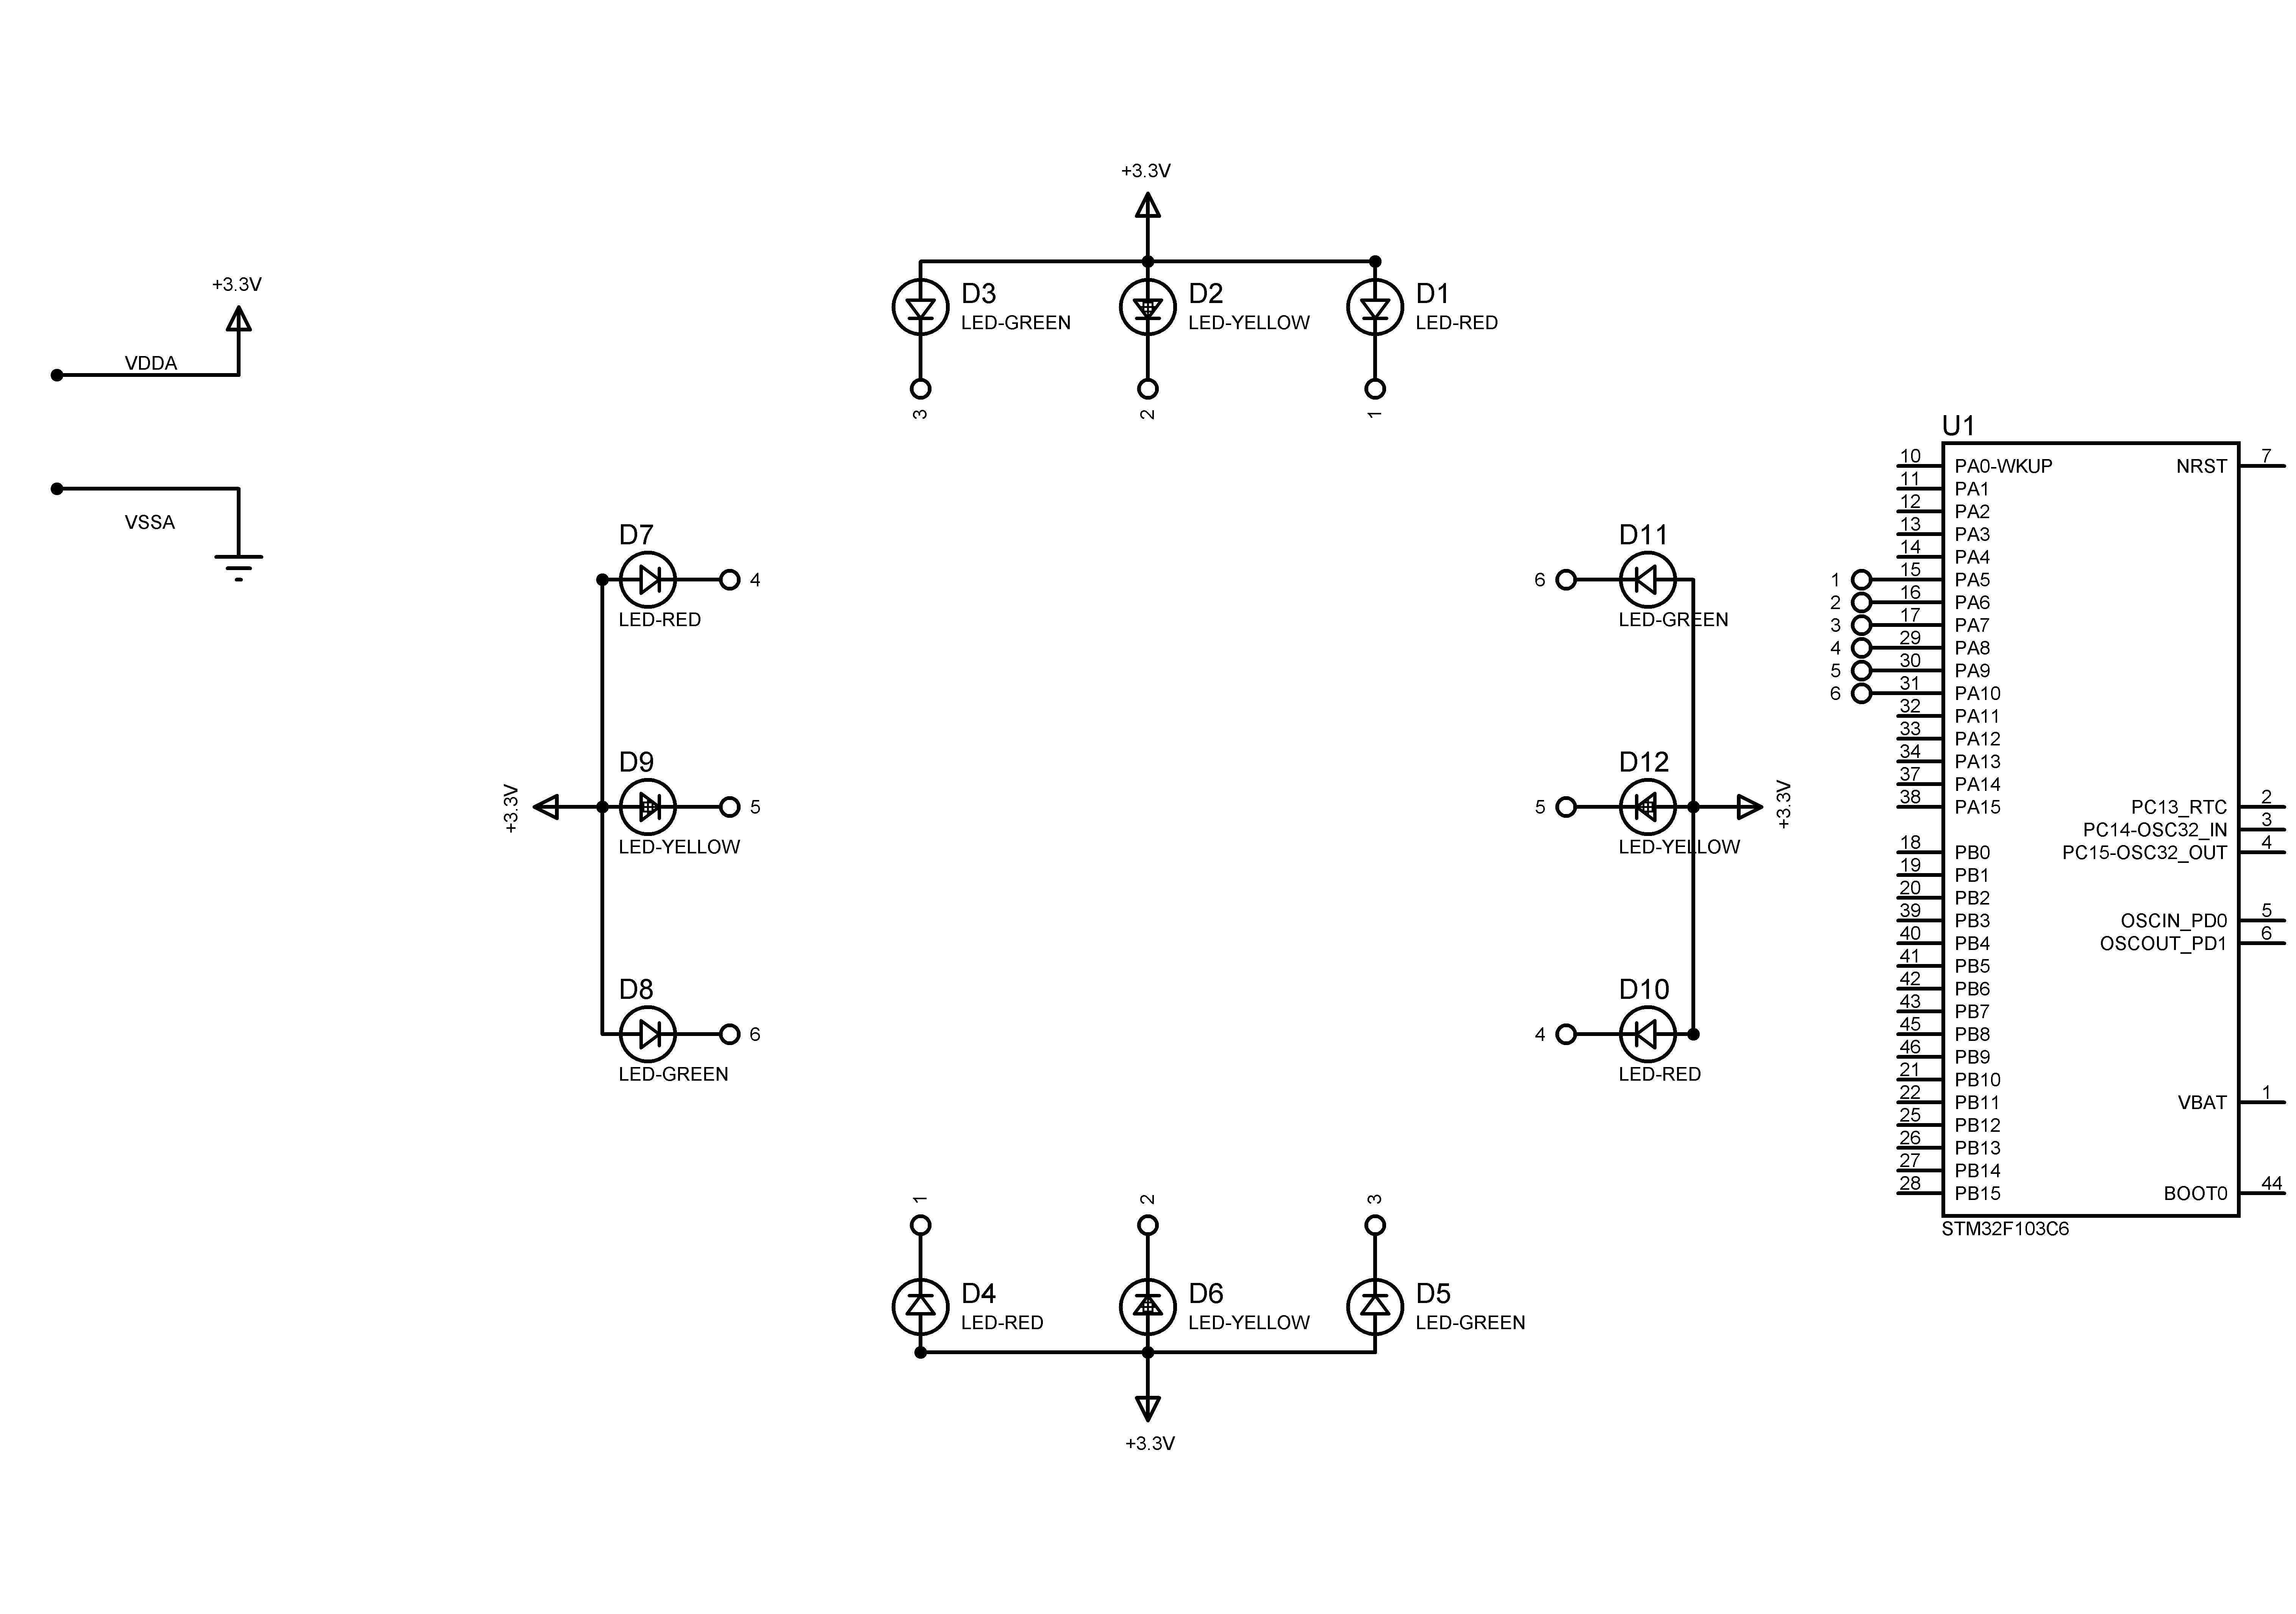 +3.3V
+3.3V
VDDA
VSSA
D3
LED-GREEN
D2
LED-YELLOW
D1
LED-RED
3
2
1
D7
LED-RED
4
D9
LED-YELLOW
5
+3.3V
D8
LED-GREEN
6
D11
LED-GREEN
6
D12
LED-YELLOW
5
+3.3V
D10
LED-RED
4
1
2
3
D4
LED-RED
D6
LED-YELLOW
D5
LED-GREEN
+3.3V
U1
10 PA0-WKUP NRST 7
11 PA1
12 PA2
13 PA3
14 PA4
1 15 PA5
2 16 PA6
3 17 PA7
4 29 PA8
5 30 PA9
6 31 PA10
32 PA11
33 PA12
34 PA13
37 PA14
38 PA15 PC13_RTC 2
PC14-OSC32_IN 3
18 PB0 PC15-OSC32_OUT 4
19 PB1
20 PB2
39 PB3 OSCIN_PD0 5
40 PB4 OSCOUT_PD1 6
41 PB5
42 PB6
43 PB7
45 PB8
46 PB9
21 PB10
22 PB11 VBAT 1
25 PB12
26 PB13
27 PB14
28 PB15 BOOT0 44
STM32F103C6